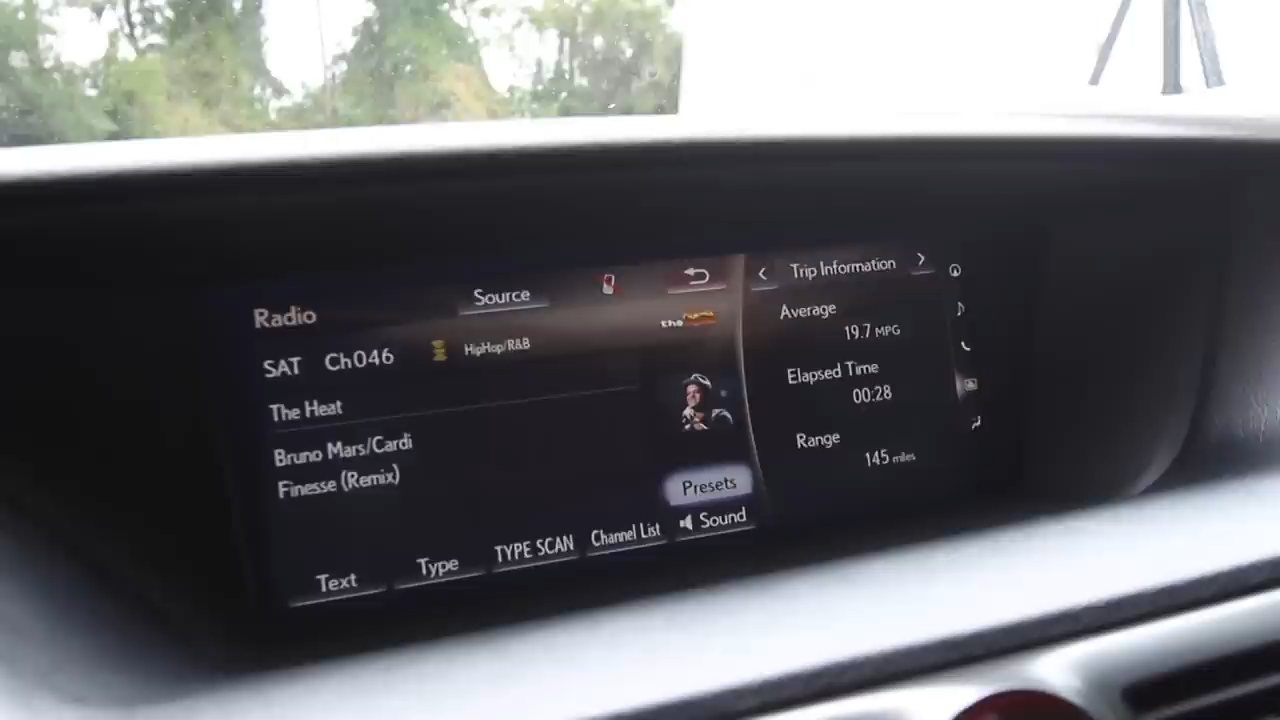 Radio
Source
SAT Ch046 HipHop/R&B
the
The Heat
Bruno Mars/Cardi
Finesse (Remix)
Presets
Text
Type
TYPE SCAN
Channel List
Sound
Trip Information
Average
19.7 MPG
Elapsed Time
00:28
Range
145 miles